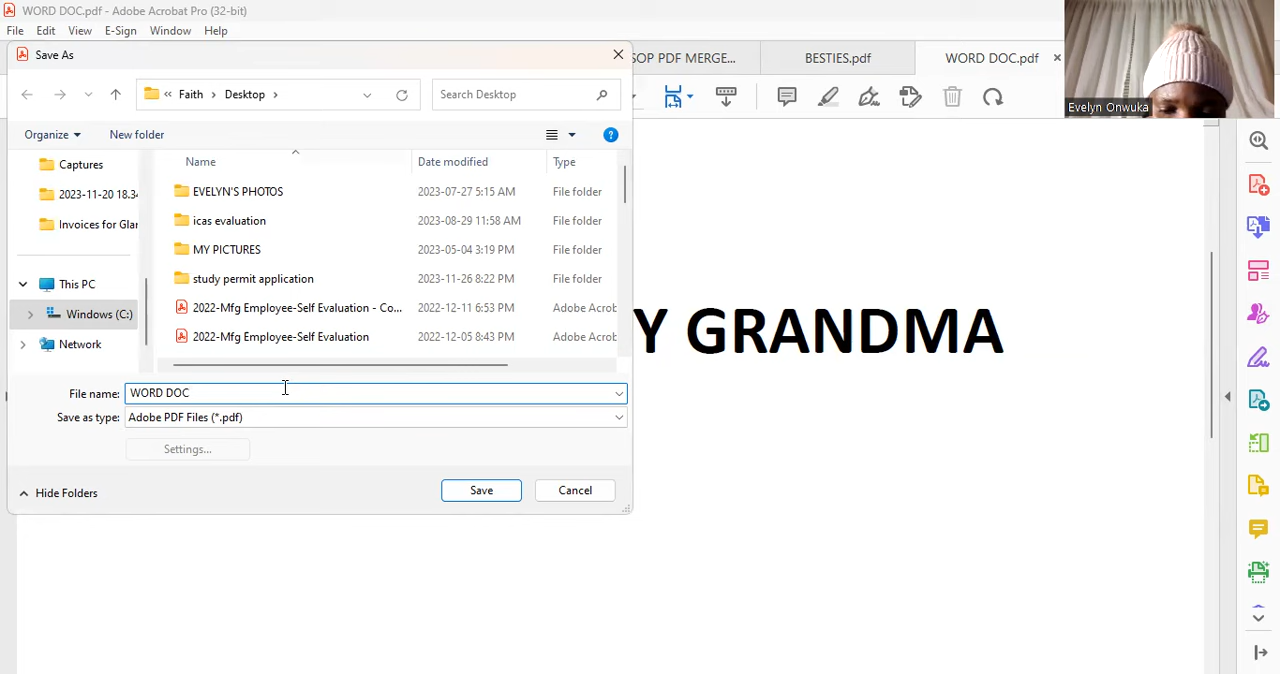 WORD DOC.pdf - Adobe Acrobat Pro (32-bit)
File Edit View E-Sign Window Help
Save As
SOP PDF MERGE... BESTIES.pdf WORD DOC.pdf
« Faith > Desktop > Search Desktop
Evelyn Onwuka
Organize New folder
Name Date modified Type
Captures
EVELYN'S PHOTOS 2023-07-27 5:15 AM File folder
2023-11-20 18.34
icas evaluation 2023-08-29 11:58 AM File folder
Invoices for Glar
MY PICTURES 2023-05-04 3:19 PM File folder
This PC
study permit application 2023-11-26 8:22 PM File folder
Windows (C:)
2022-Mfg Employee-Self Evaluation - Co... 2022-12-11 6:53 PM Adobe Acrob
Network
2022-Mfg Employee-Self Evaluation 2022-12-05 8:43 PM Adobe Acrob
Y GRANDMA
File name: WORD DOC
Save as type: Adobe PDF Files (*.pdf)
Settings...
Hide Folders Save Cancel